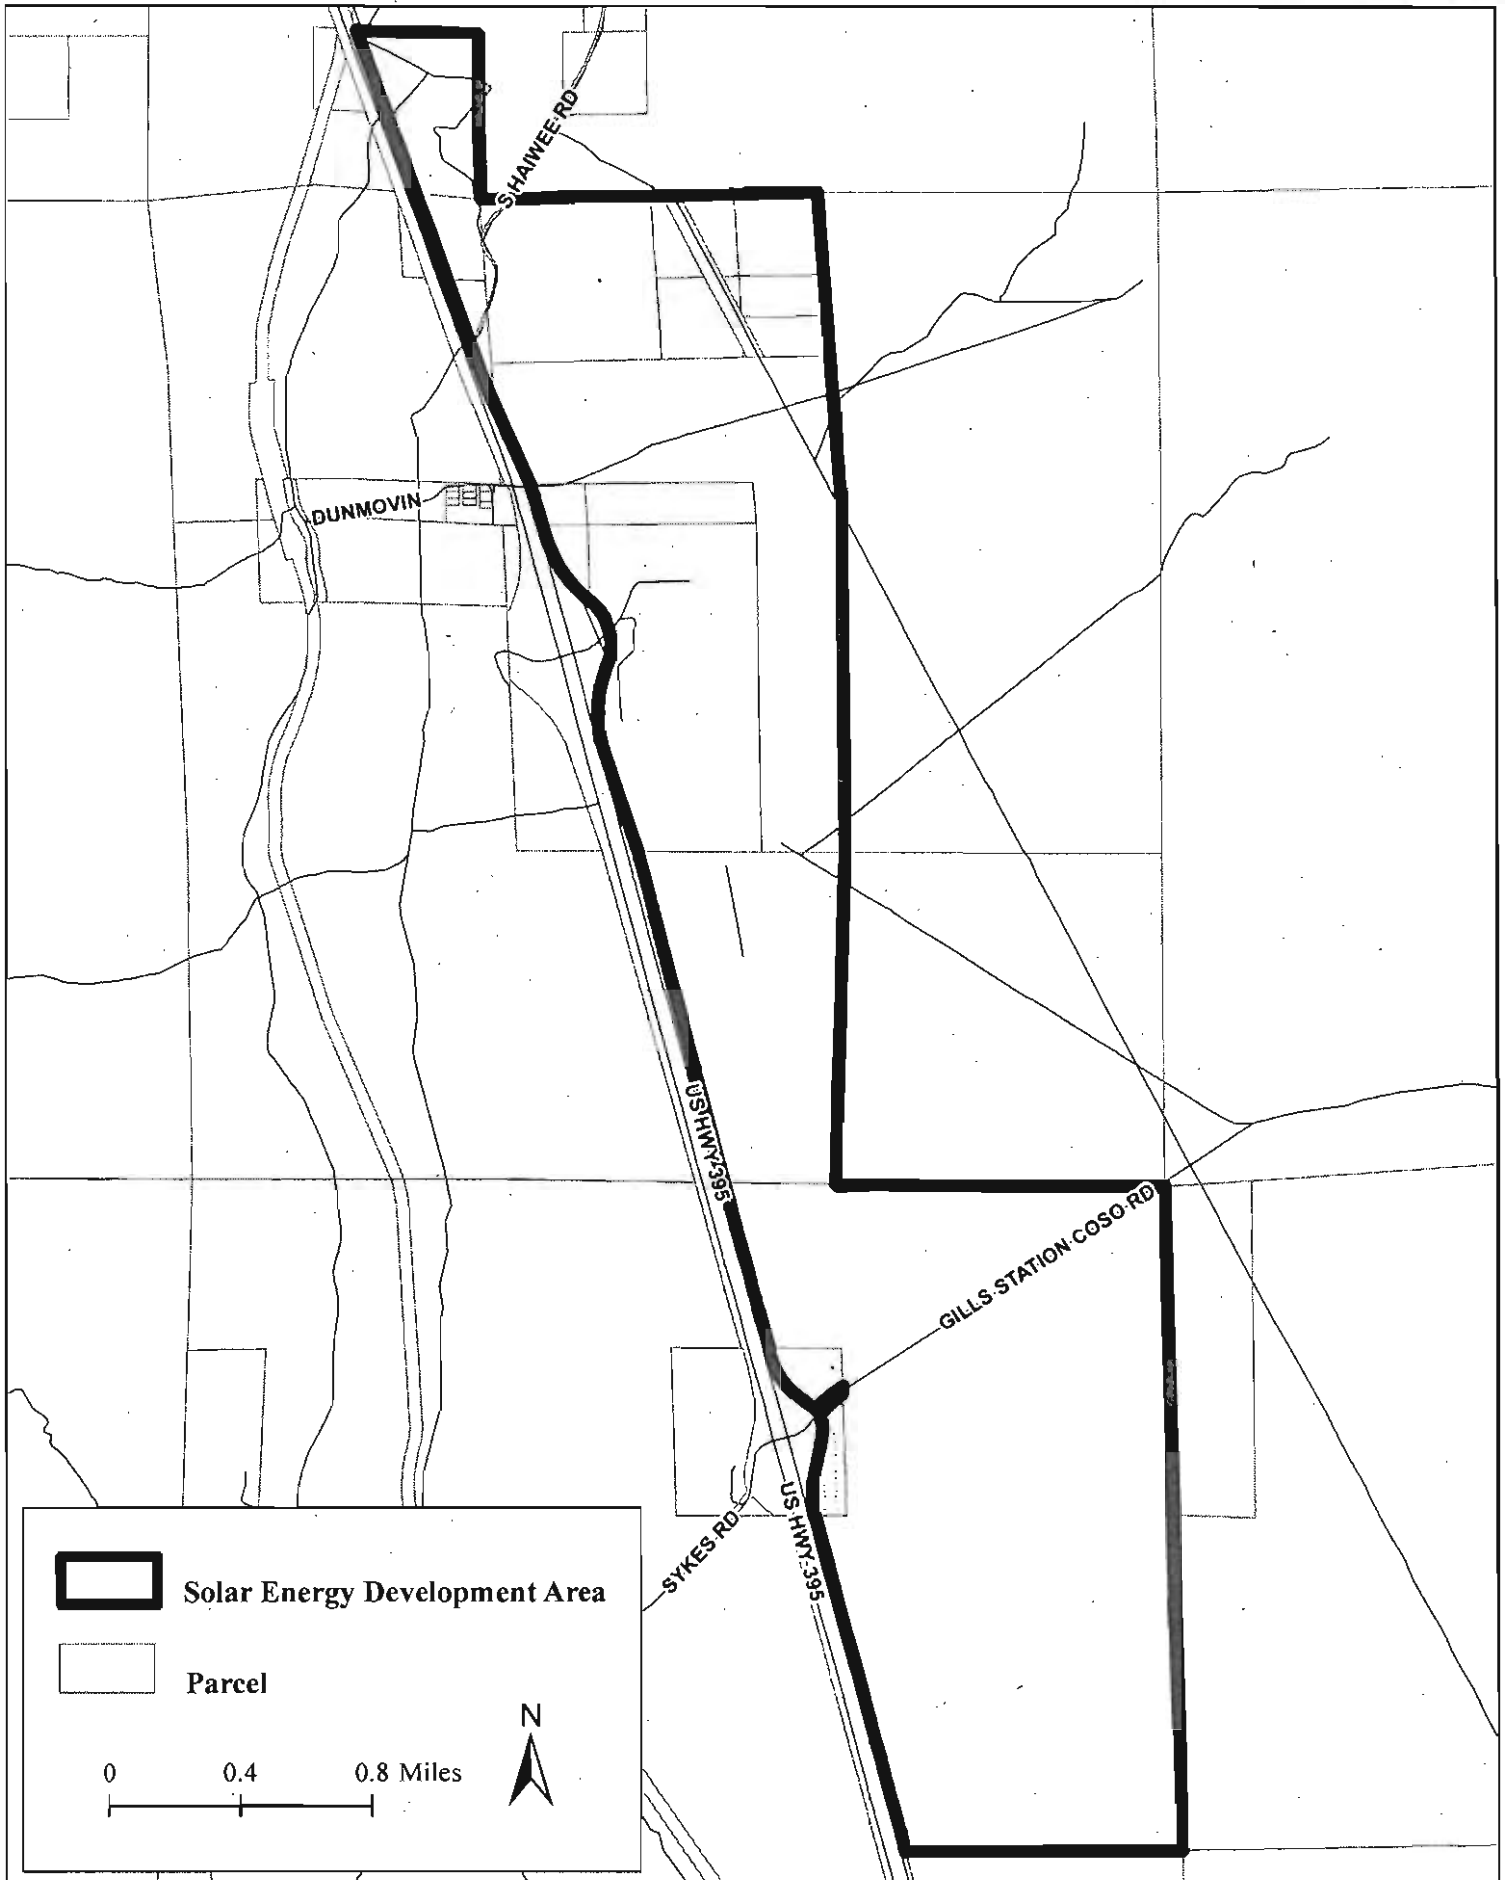 S HAIWEE RD
DUNMOVIN
US HWY 395
GILLS STATION COSO RD
US HWY 395
SYKES RD
Solar Energy Development Area
Parcel
N
0 0.4 0.8 Miles